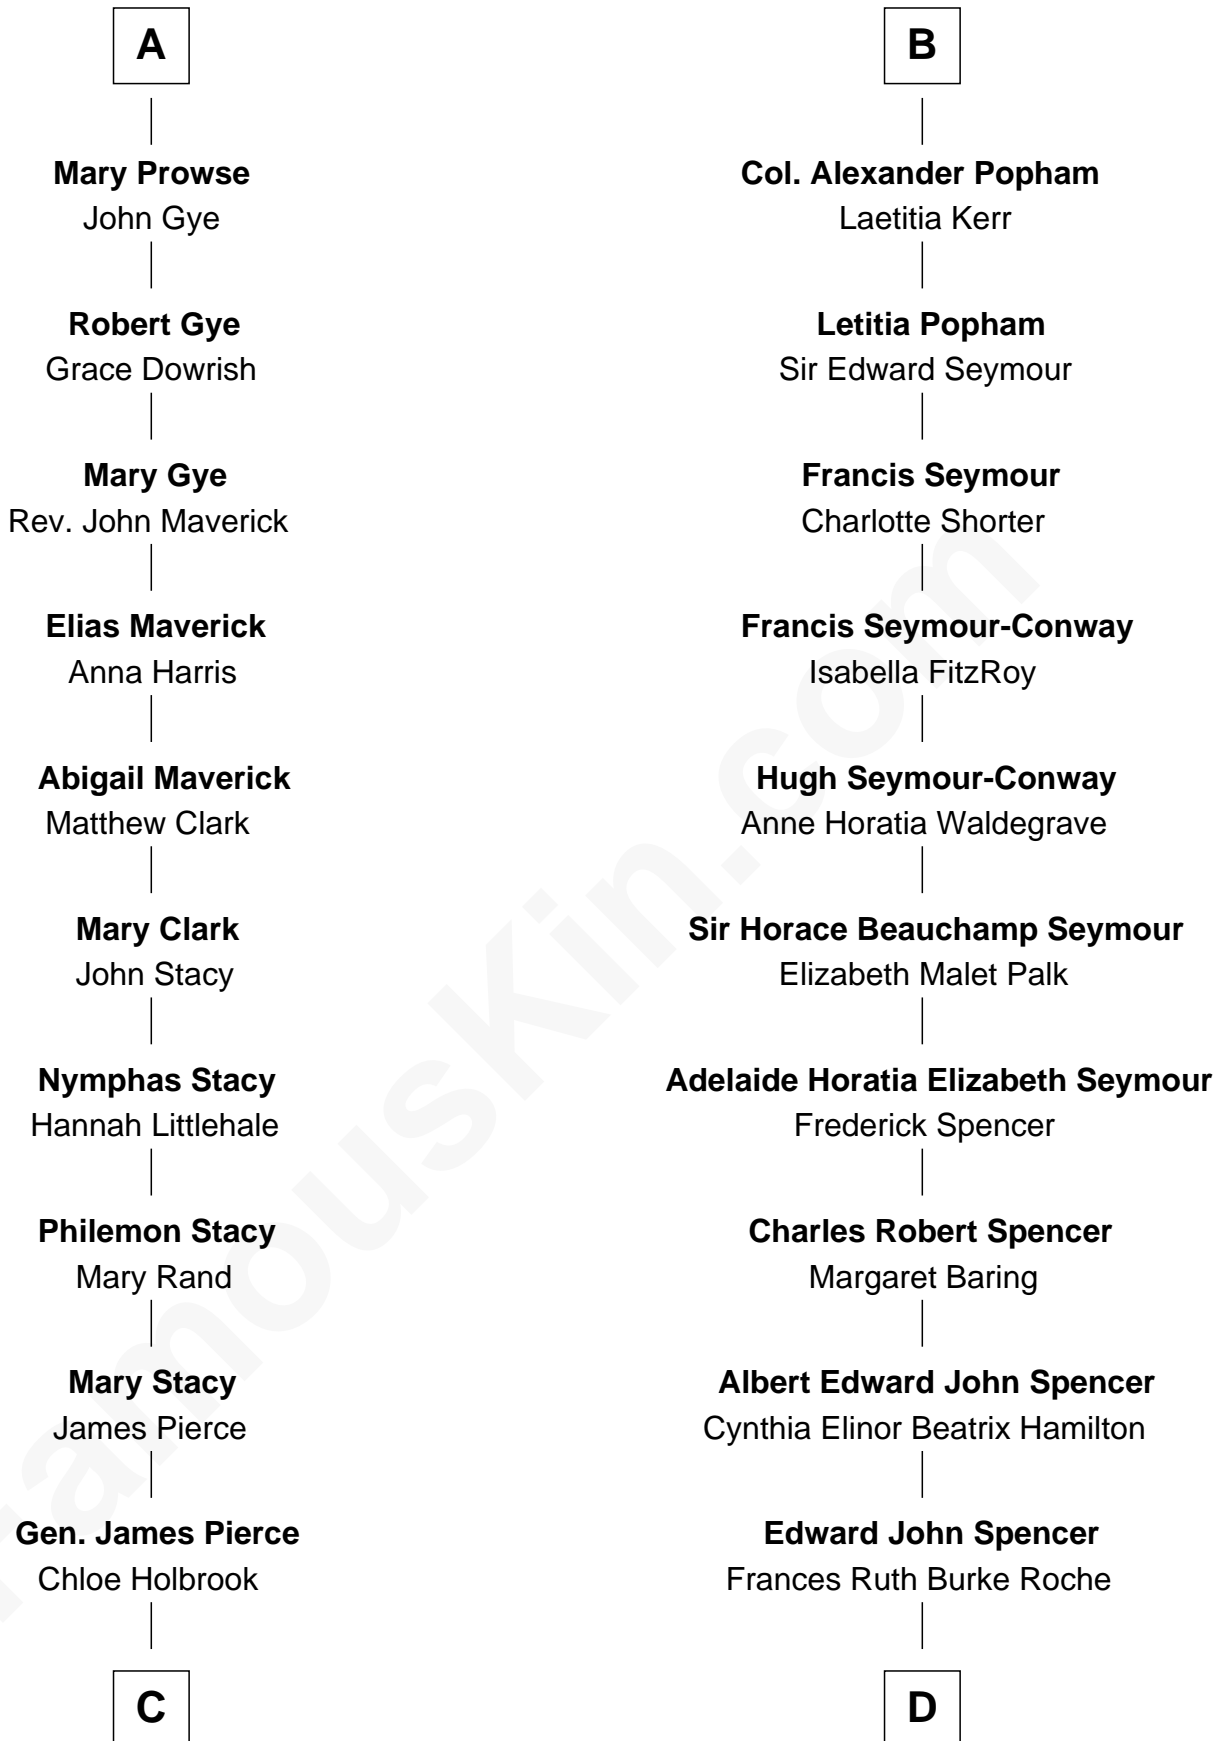 A
Mary Prowse
John Gye
Robert Gye
Grace Dowrish
Mary Gye
Rev. John Maverick
Elias Maverick
Anna Harris
Abigail Maverick
Matthew Clark
Mary Clark
John Stacy
Nymphas Stacy
Hannah Littlehale
Philemon Stacy
Mary Rand
Mary Stacy
James Pierce
Gen. James Pierce
Chloe Holbrook
C
B
Col. Alexander Popham
Laetitia Kerr
Letitia Popham
Sir Edward Seymour
Francis Seymour
Charlotte Shorter
Francis Seymour-Conway
Isabella FitzRoy
Hugh Seymour-Conway
Anne Horatia Waldegrave
Sir Horace Beauchamp Seymour
Elizabeth Malet Palk
Adelaide Horatia Elizabeth Seymour
Frederick Spencer
Charles Robert Spencer
Margaret Baring
Albert Edward John Spencer
Cynthia Elinor Beatrix Hamilton
Edward John Spencer
Frances Ruth Burke Roche
D
FamousKin.com